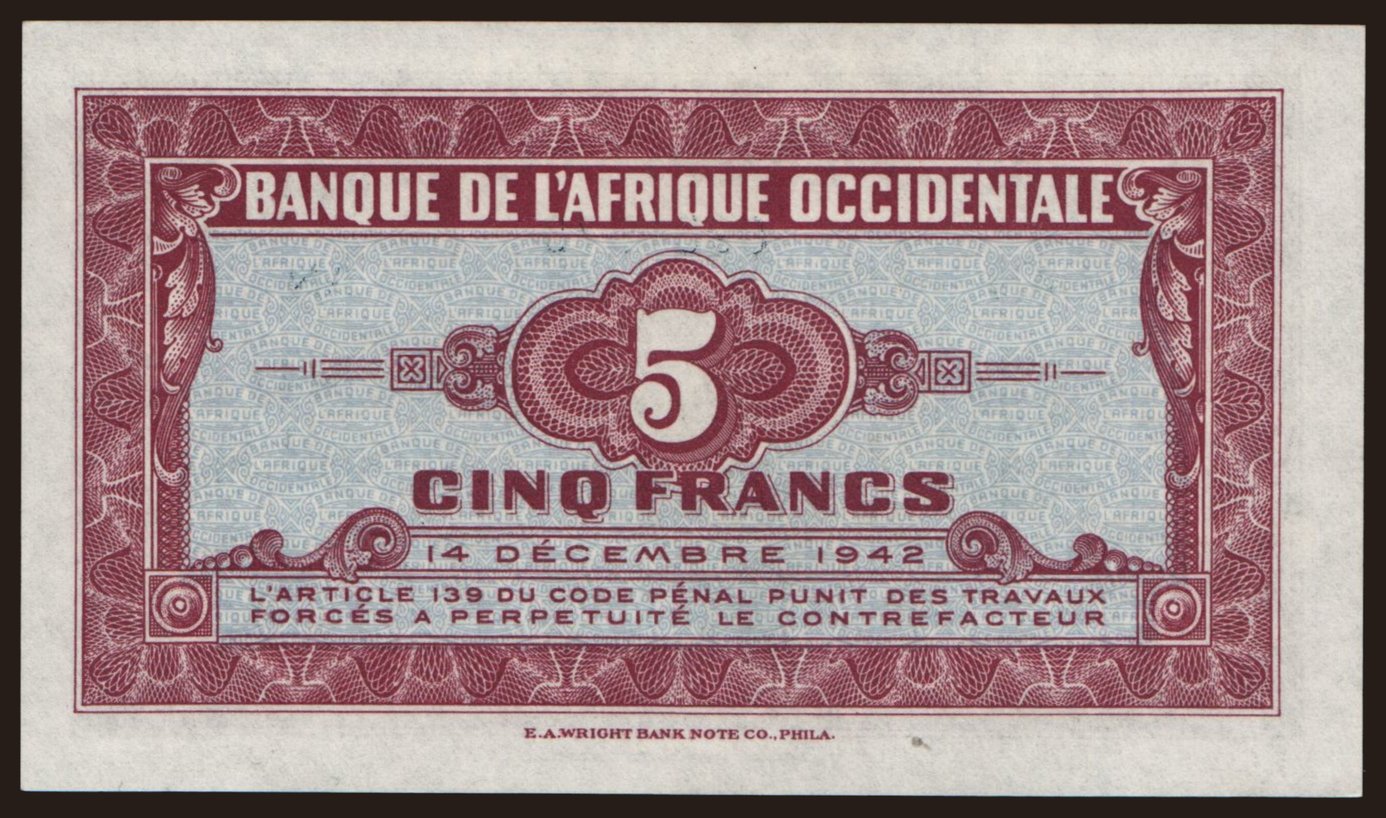 BANQUE DE L'AFRIQUE OCCIDENTALE
5
CINQ FRANCS
14 DÉCEMBRE 1942
L'ARTICLE 139 DU CODE PÉNAL PUNIT DES TRAVAUX
FORCÉS A PERPETUITÉ LE CONTREFACTEUR
E.A.WRIGHT BANK NOTE CO., PHILA.